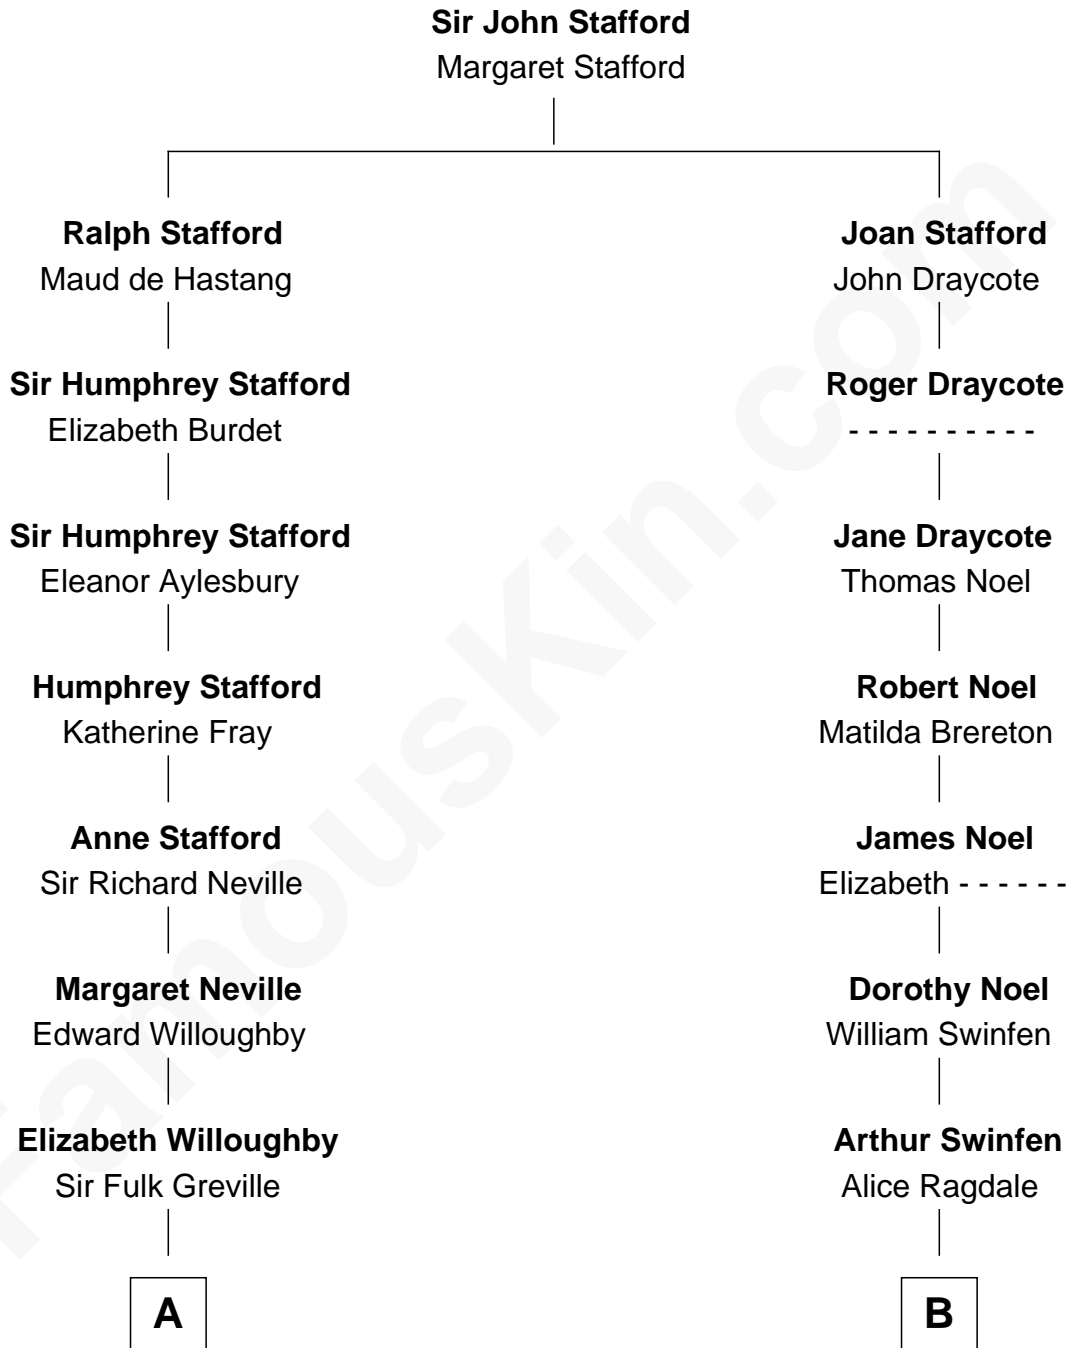 Sir John Stafford
Margaret Stafford
Ralph Stafford
Maud de Hastang
Joan Stafford
John Draycote
Sir Humphrey Stafford
Elizabeth Burdet
Roger Draycote
- - - - - - - - - -
Sir Humphrey Stafford
Eleanor Aylesbury
Jane Draycote
Thomas Noel
Humphrey Stafford
Katherine Fray
Robert Noel
Matilda Brereton
Anne Stafford
Sir Richard Neville
James Noel
Elizabeth - - - - - -
Margaret Neville
Edward Willoughby
Dorothy Noel
William Swinfen
Elizabeth Willoughby
Sir Fulk Greville
Arthur Swinfen
Alice Ragdale
A
B
FamousKin.com